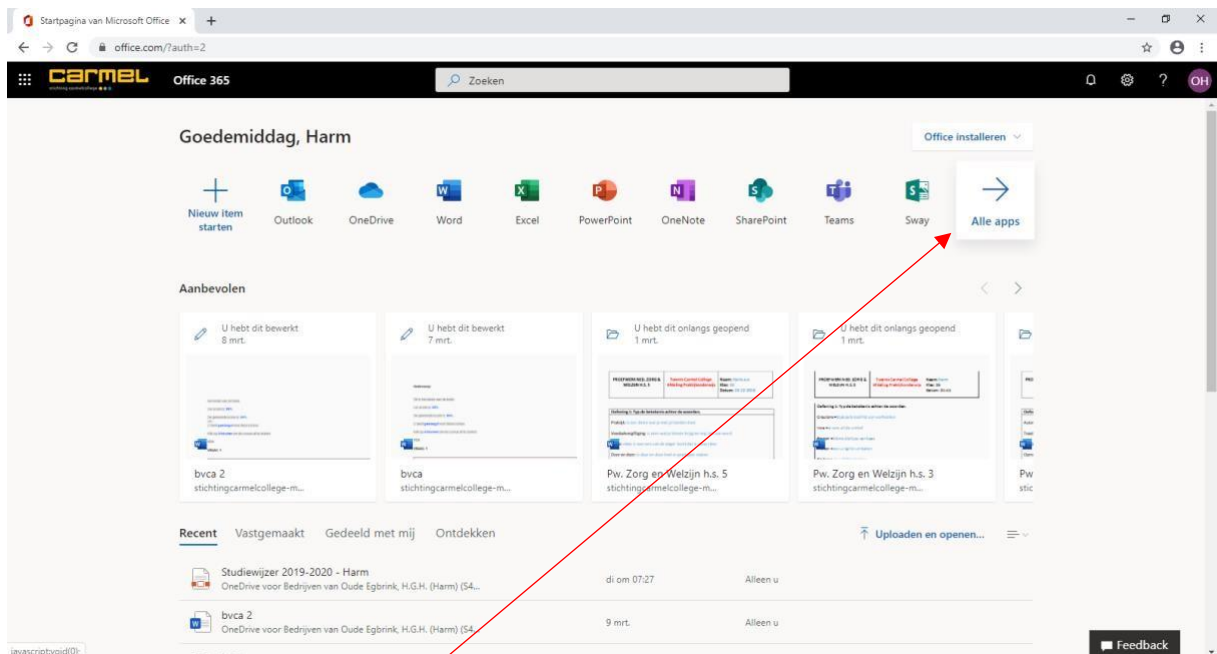 Startpagina van Microsoft Office
office.com/?auth=2
carmel
Office 365
Zoeken
OH
Goedemiddag, Harm
Office installeren
Nieuw item starten
Outlook
OneDrive
Word
Excel
PowerPoint
OneNote
SharePoint
Teams
Sway
Alle apps
Aanbevolen
U hebt dit bewerkt
8 mrt.
U hebt dit bewerkt
7 mrt.
U hebt dit onlangs geopend
1 mrt.
U hebt dit onlangs geopend
1 mrt.
bvca 2
stichtingcarmelcollege-m...
bvca
stichtingcarmelcollege-m...
Pw. Zorg en Welzijn h.s. 5
stichtingcarmelcollege-m...
Pw. Zorg en Welzijn h.s. 3
stichtingcarmelcollege-m...
Pw
stic
Recent Vastgemaakt Gedeeld met mij Ontdekken
Uploaden en openen...
Studiewijzer 2019-2020 - Harm
OneDrive voor Bedrijven van Oude Egbrink, H.G.H. (Harm) (54...
di om 07:27
Alleen u
bvca 2
OneDrive voor Bedrijven van Oude Egbrink, H.G.H. (Harm) (54...
9 mrt.
Alleen u
javascript:void(0);
Feedback